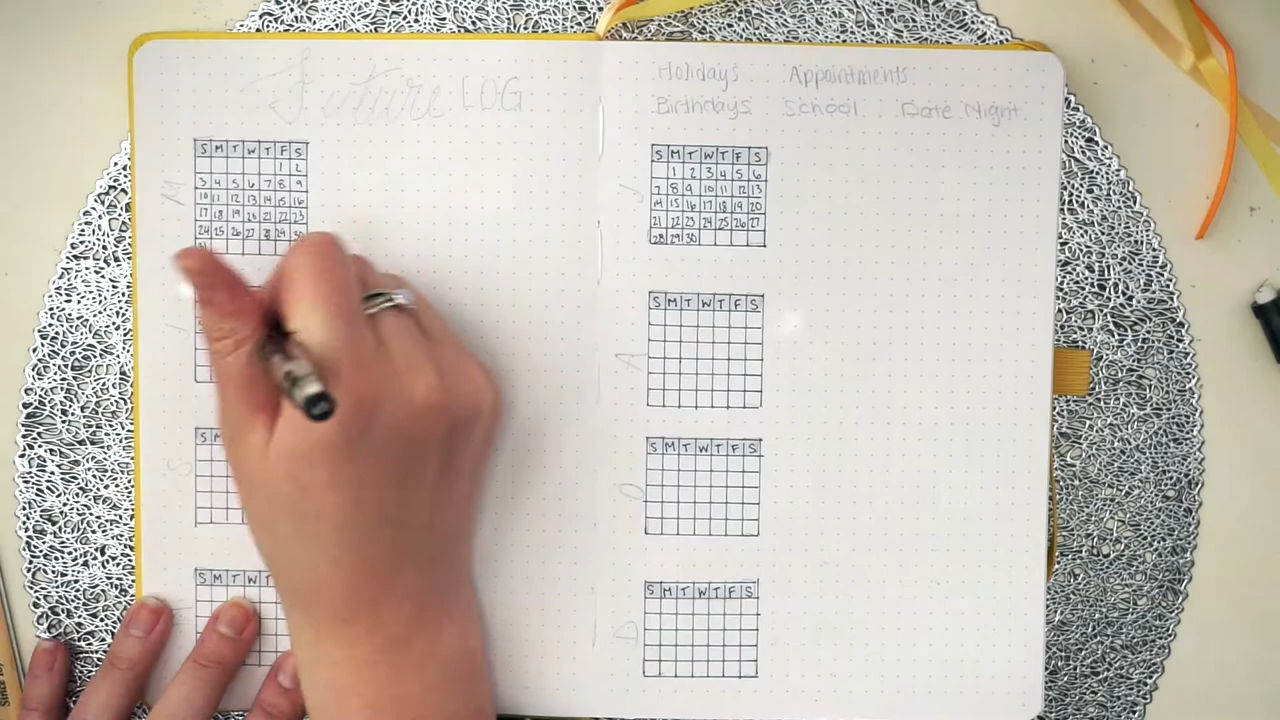 Future LOG
M
S M T W T F S
1 2
3 4 5 6 7 8 9
10 11 12 13 14 15 16
17 18 19 20 21 22 23
24 25 26 27 28 29 30
S
S M
S M T W T
Holidays Appointments
Birthdays School Date Night
J
S M T W T F S
1 2 3 4 5 6
7 8 9 10 11 12 13
14 15 16 17 18 19 20
21 22 23 24 25 26 27
28 29 30
A
S M T W T F S
O
S M T W T F S
D
S M T W T F S